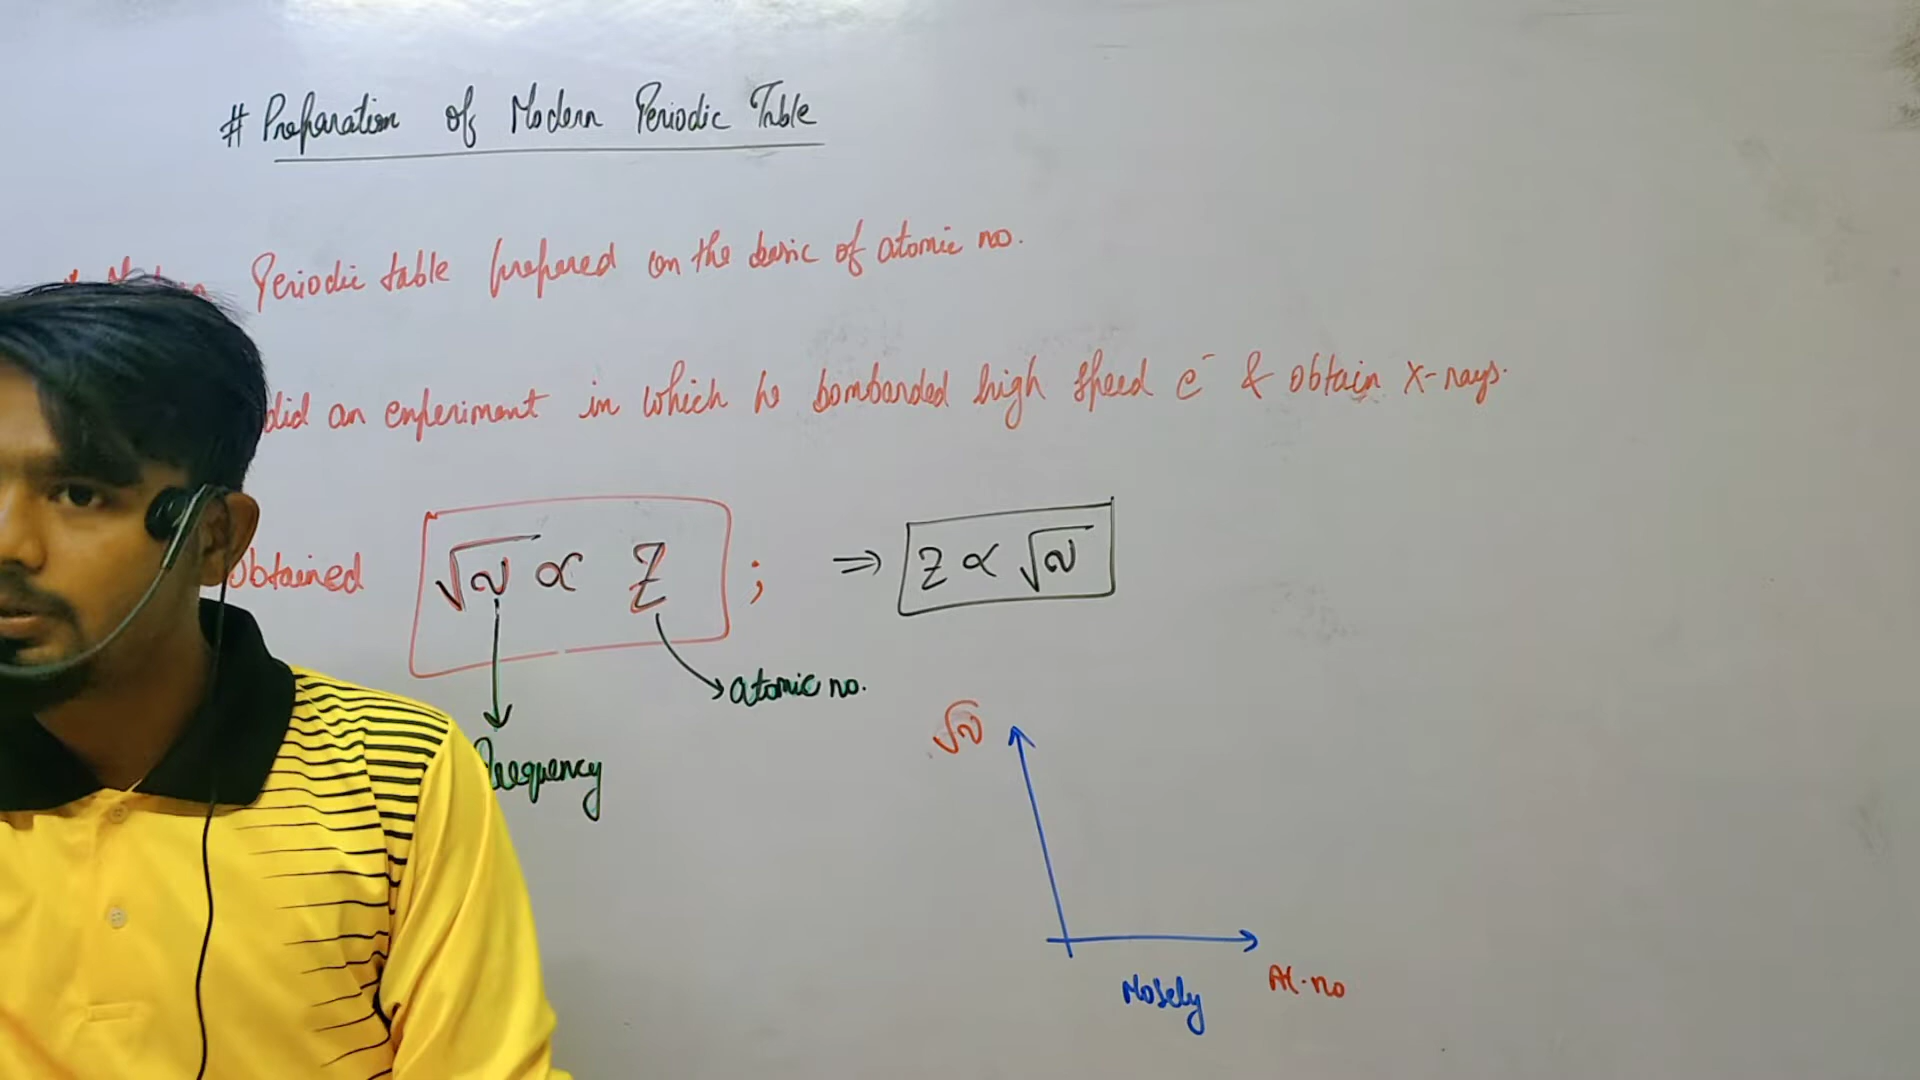 # Preparation of Modern Periodic Table
Periodic table prepared on the basic of atomic no.
did an experiment in which he bombarded high speed e⁻ & obtain X-rays.
obtained √ν ∝ Z ; ⇒ Z ∝ √ν
atomic no.
frequency
√ν
At.no
Mosely